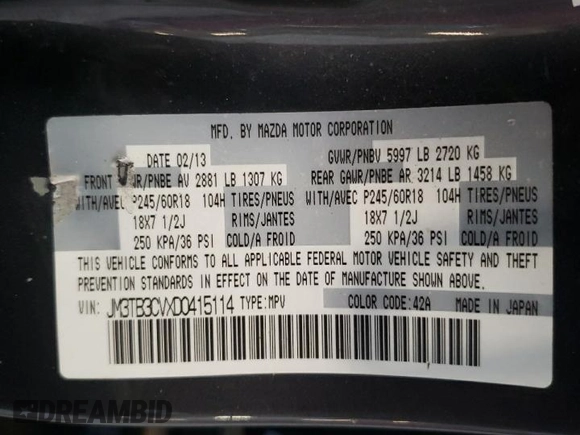 MFD. BY MAZDA MOTOR CORPORATION
DATE 02/13 GVWR/PNBV 5997 LB 2720 KG
FRONT WR/PNBE AV 2881 LB 1307 KG REAR GAWR/PNBE AR 3214 LB 1458 KG
WITH/AVEC P245/60R18 104H TIRES/PNEUS WITH/AVEC P245/60R18 104H TIRES/PNEUS
18X7 1/2J RIMS/JANTES 18X7 1/2J RIMS/JANTES
250 KPA/36 PSI COLD/A FROID 250 KPA/36 PSI COLD/A FROID
THIS VEHICLE CONFORMS TO ALL APPLICABLE FEDERAL MOTOR VEHICLE SAFETY AND THEFT
PREVENTION STANDARDS IN EFFECT ON THE DATE OF MANUFACTURE SHOWN ABOVE.
VIN: JM3TB3CVXD0415114 TYPE:MPV COLOR CODE:42A MADE IN JAPAN
DREAMBID